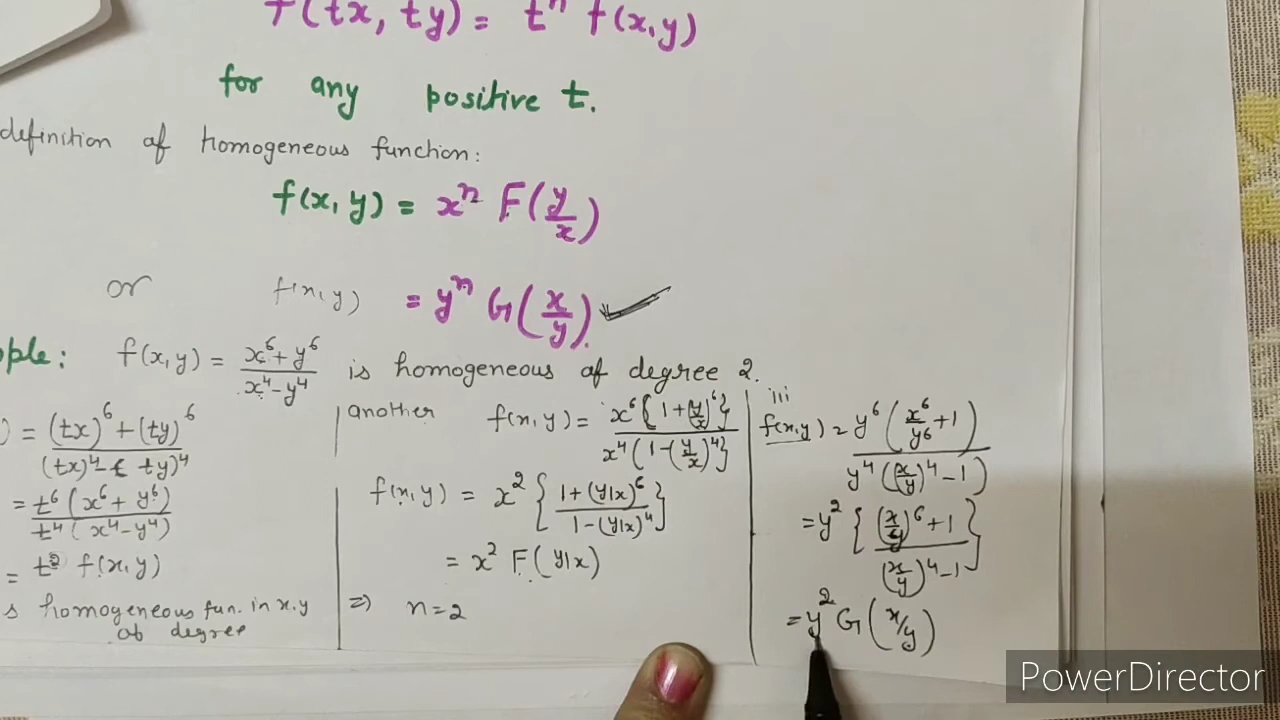 f(tx, ty) = tⁿ f(x,y)
for any positive t.
definition of homogeneous function:
f(x, y) = xⁿ F(y/x)
or f(x, y) = yⁿ G(x/y).
ple: f(x, y) = (x⁶ + y⁶)/(x⁴ - y⁴) is homogeneous of degree 2.
) = ((tx)⁶ + (ty)⁶)/((tx)⁴ - (ty)⁴)
= t⁶ (x⁶ + y⁶)/t⁴ (x⁴ - y⁴)
= t² f(x, y)
s homogeneous fun. in x, y
of degree
another f(x, y) = x⁶{1 + (y/x)⁶}/x⁴(1 - (y/x)⁴}
f(x, y) = x² {(1 + (y/x)⁶)/(1 - (y/x)⁴)}
= x² F(y/x)
⇒ n = 2
iii
f(x, y) = y⁶(x⁶/y⁶ + 1)/y⁴((x/y)⁴ - 1)
= y² {((x/y)⁶ + 1)/((x/y)⁴ - 1)}
= y² G(x/y)
PowerDirector